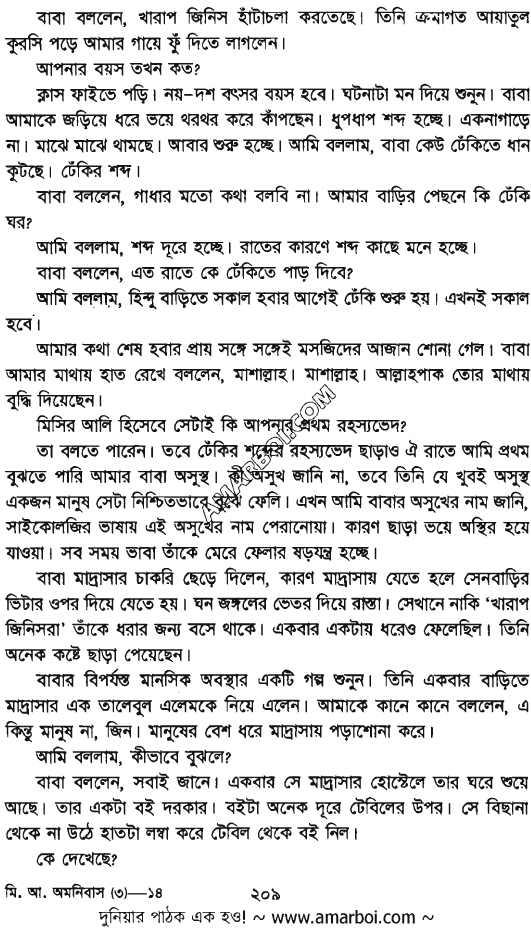 বাবা বললেন, খারাপ জিনিস হাঁটাচলা করতেছে। তিনি ক্রমাগত আয়াতুল
কুরসি পড়ে আমার গায়ে ফুঁ দিতে লাগলেন।
আপনার বয়স তখন কত?
ক্লাস ফাইভে পড়ি। নয়-দশ বৎসর বয়স হবে। ঘটনাটা মন দিয়ে শুনুন। বাবা
আমাকে জড়িয়ে ধরে ভয়ে থরথর করে কাঁপছেন। ধুপধাপ শব্দ হচ্ছে। একনাগাড়ে
না। মাঝে মাঝে থামছে। আবার শুরু হচ্ছে। আমি বললাম, বাবা কেউ ঢেঁকিতে ধান
কুটছে। ঢেঁকির শব্দ।
বাবা বললেন, গাধার মতো কথা বলবি না। আমার বাড়ির পেছনে কি ঢেঁকি
ঘর?
আমি বললাম, শব্দ দূরে হচ্ছে। রাতের কারণে শব্দ কাছে মনে হচ্ছে।
বাবা বললেন, এত রাতে কে ঢেঁকিতে পাড় দিবে?
আমি বললাম, হিন্দু বাড়িতে সকাল হবার আগেই ঢেঁকি শুরু হয়। এখনই সকাল
হবে।
আমার কথা শেষ হবার প্রায় সঙ্গে সঙ্গেই মসজিদের আজান শোনা গেল। বাবা
আমার মাথায় হাত রেখে বললেন, মাশাল্লাহ। মাশাল্লাহ। আল্লাহপাক তোর মাথায়
বুদ্ধি দিয়েছেন।
মিসির আলি হিসেবে সেটাই কি আপনার প্রথম রহস্যভেদ?
তা বলতে পারেন। তবে ঢেঁকির শব্দের রহস্যভেদ ছাড়াও ঐ রাতে আমি প্রথম
বুঝতে পারি আমার বাবা অসুস্থ। কী অসুখ জানি না, তবে তিনি যে খুবই অসুস্থ
একজন মানুষ সেটা নিশ্চিতভাবে বুঝে ফেলি। এখন আমি বাবার অসুখের নাম জানি,
সাইকোলজির ভাষায় এই অসুখের নাম পেরানোয়া। কারণ ছাড়া ভয়ে অস্থির হয়ে
যাওয়া। সব সময় ভাবা তাঁকে মেরে ফেলার ষড়যন্ত্র হচ্ছে।
বাবা মাদ্রাসার চাকরি ছেড়ে দিলেন, কারণ মাদ্রাসায় যেতে হলে সেনবাড়ির
ভিটার ওপর দিয়ে যেতে হয়। ঘন জঙ্গলের ভেতর দিয়ে রাস্তা। সেখানে নাকি ‘খারাপ
জিনিসরা’ তাঁকে ধরার জন্য বসে থাকে। একবার একটায় ধরেও ফেলেছিল। তিনি
অনেক কষ্টে ছাড়া পেয়েছেন।
বাবার বিপর্যস্ত মানসিক অবস্থার একটি গল্প শুনুন। তিনি একবার বাড়িতে
মাদ্রাসার এক তালেবুল এলেমকে নিয়ে এলেন। আমাকে কানে কানে বললেন, এ
কিন্তু মানুষ না, জিন। মানুষের বেশ ধরে মাদ্রাসায় পড়াশোনা করে।
আমি বললাম, কীভাবে বুঝলে?
বাবা বললেন, সবাই জানে। একবার সে মাদ্রাসার হোস্টেলে তার ঘরে শুয়ে
আছে। তার একটা বই দরকার। বইটা অনেক দূরে টেবিলের উপর। সে বিছানা
থেকে না উঠে হাতটা লম্বা করে টেবিল থেকে বই নিল।
কে দেখেছে?
মি. আ. অমনিবাস (৩)—১৪ ২০৯
দুনিয়ার পাঠক এক হও! ~ www.amarboi.com ~
AMARBOI.COM